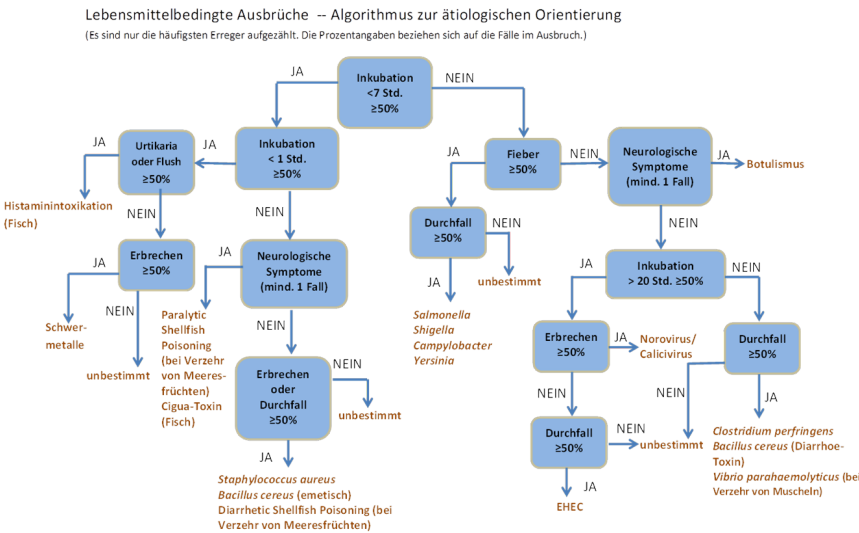 Lebensmittelbedingte Ausbrüche -- Algorithmus zur ätiologischen Orientierung
(Es sind nur die häufigsten Erreger aufgezählt. Die Prozentangaben beziehen sich auf die Fälle im Ausbruch.)
JA
Inkubation
<7 Std.
≥50%
NEIN
JA
Urtikaria
oder Flush
≥50%
JA
Inkubation
< 1 Std.
≥50%
JA
Fieber
≥50%
NEIN
Neurologische
Symptome
(mind. 1 Fall)
JA
Botulismus
Histaminintoxikation
(Fisch)
NEIN
NEIN
Durchfall
≥50%
NEIN
NEIN
JA
Erbrechen
≥50%
JA
Neurologische
Symptome
(mind. 1 Fall)
JA
unbestimmt
JA
Inkubation
> 20 Std. ≥50%
NEIN
Schwer-
metalle
NEIN
unbestimmt
Paralytic
Shellfish
Poisoning
(bei Verzehr
von Meeres-
früchten)
Cigua-Toxin
(Fisch)
NEIN
Salmonella
Shigella
Campylobacter
Yersinia
Erbrechen
≥50%
JA
Norovirus/
Calicivirus
Durchfall
≥50%
Erbrechen
oder
Durchfall
≥50%
NEIN
unbestimmt
NEIN
NEIN
JA
Durchfall
≥50%
NEIN
unbestimmt
Clostridium perfringens
Bacillus cereus (Diarrhoe-
Toxin)
Vibrio parahaemolyticus (bei
Verzehr von Muscheln)
JA
Staphylococcus aureus
Bacillus cereus (emetisch)
Diarrhetic Shellfish Poisoning (bei
Verzehr von Meeresfrüchten)
JA
EHEC